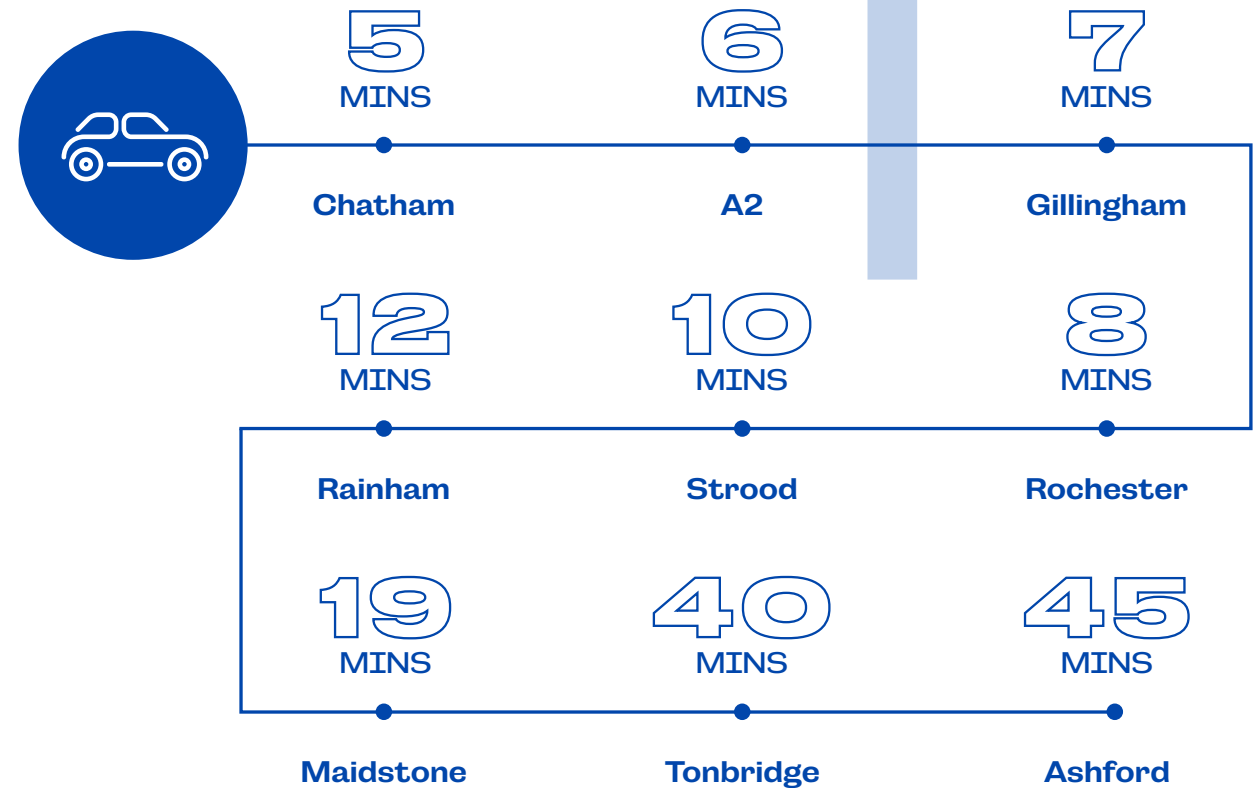 5 6 7
MINS MINS MINS
Chatham A2 Gillingham
12 10 8
MINS MINS MINS
Rainham Strood Rochester
19 40 45
MINS MINS MINS
Maidstone Tonbridge Ashford